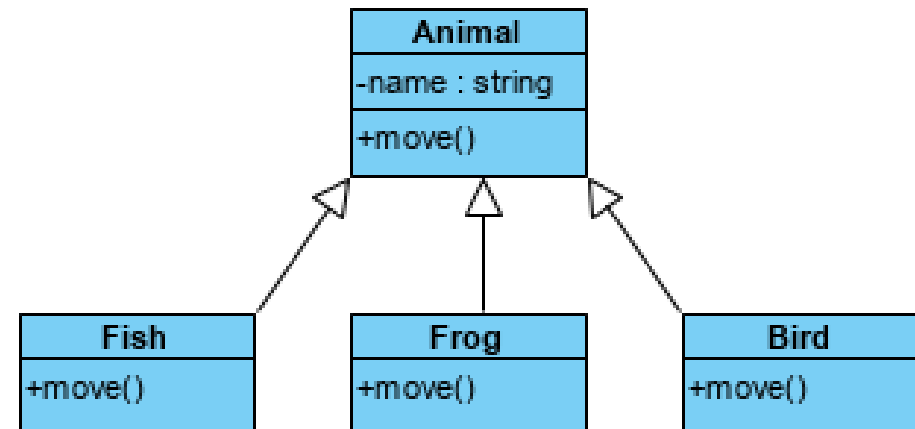 Animal
-name : string
+move()
Fish
+move()
Frog
+move()
Bird
+move()